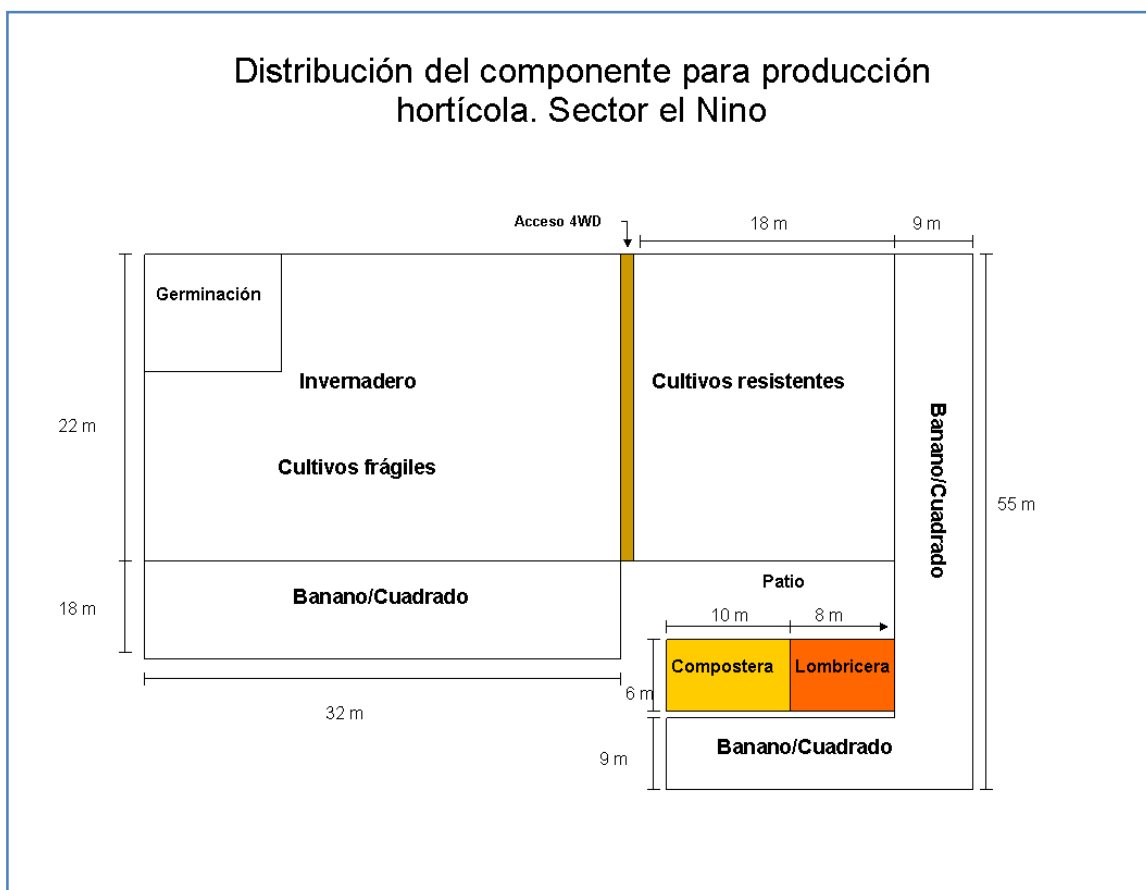 Distribución del componente para producción
hortícola. Sector el Nino
Acceso 4WD
18 m
9 m
Germinación
Invernadero
Cultivos resistentes
Banano/Cuadrado
22 m
Cultivos frágiles
55 m
Patio
Banano/Cuadrado
18 m
10 m
8 m
Compostera
Lombricera
6 m
32 m
Banano/Cuadrado
9 m